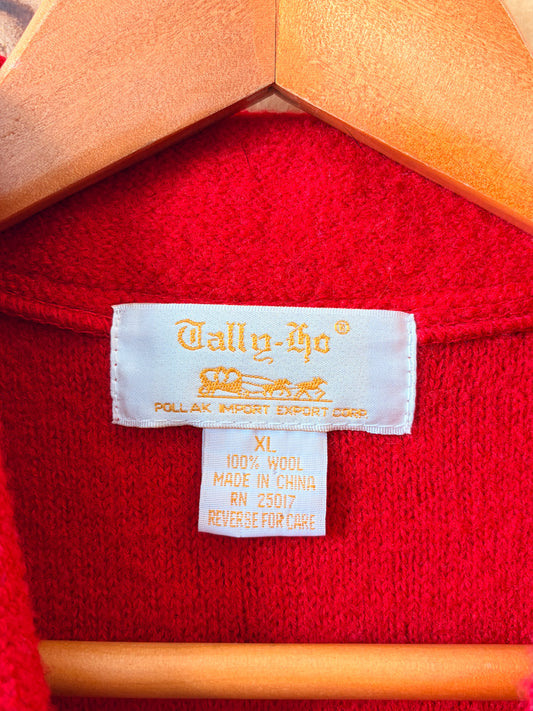 Tally-Ho®
POLLAK IMPORT EXPORT CORP.
XL
100% WOOL
MADE IN CHINA
RN 25017
REVERSE FOR CARE